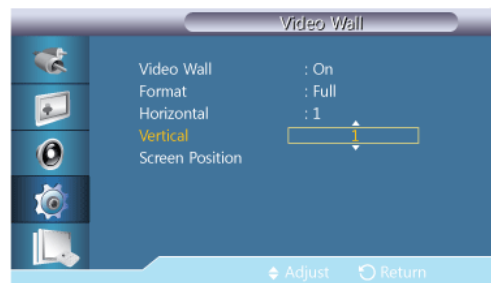 Video Wall
Video Wall : On
Format : Full
Horizontal : 1
Vertical 1
Screen Position
Adjust Return